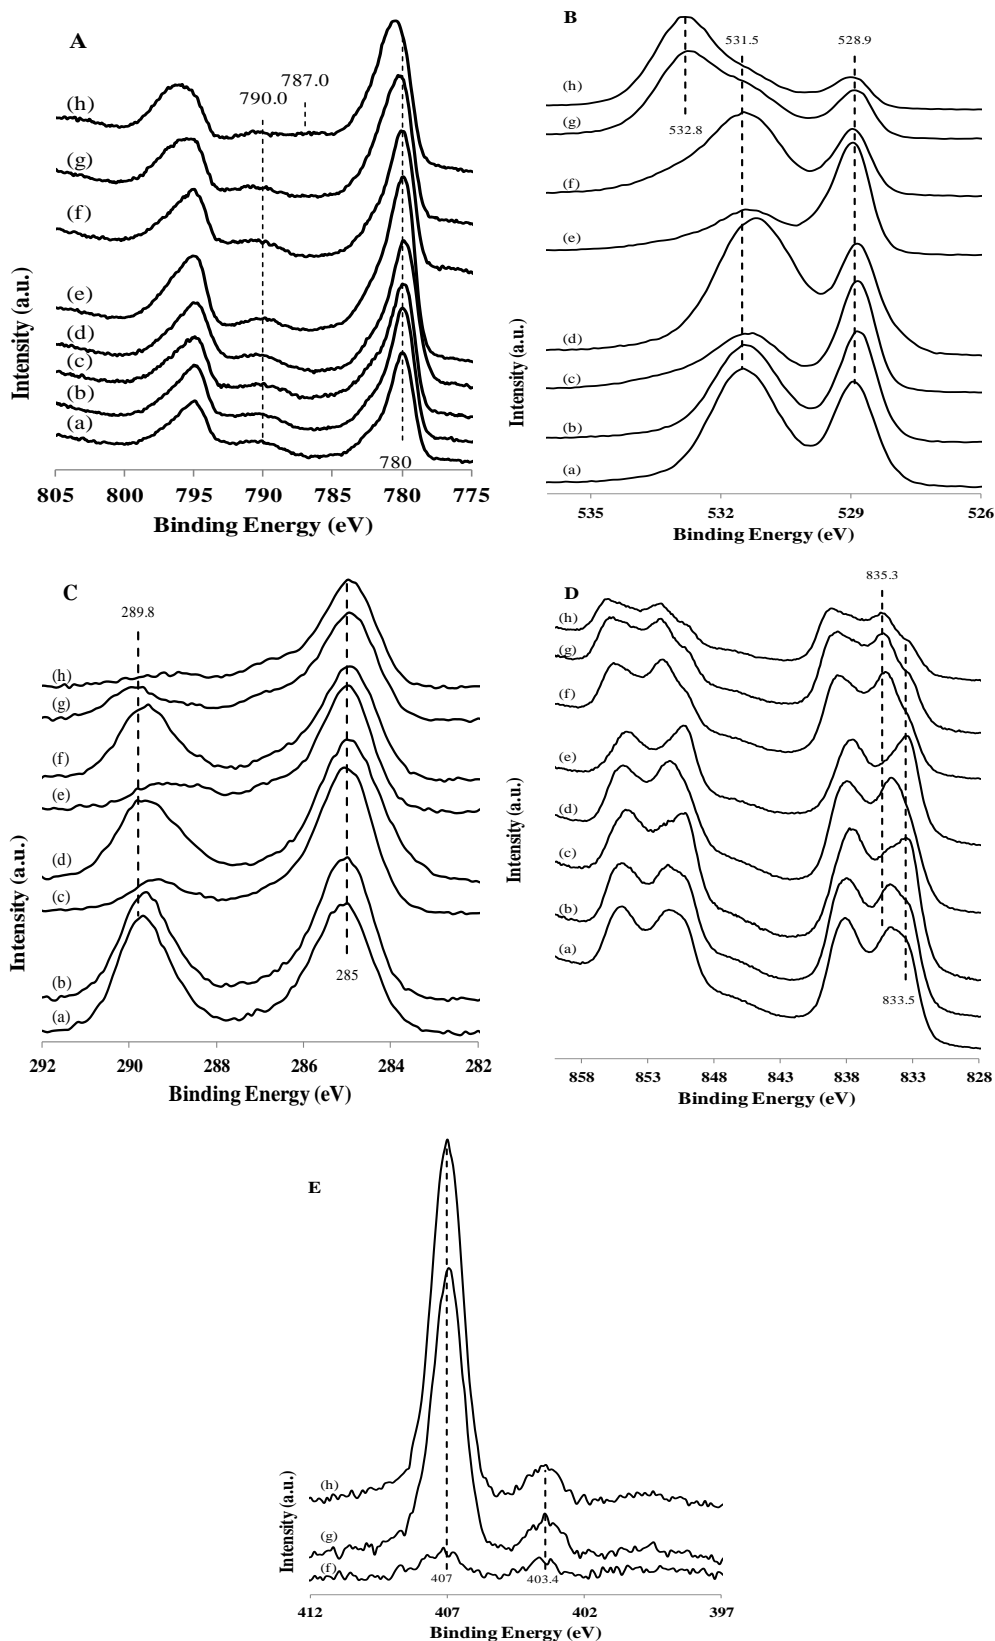 A
(h)
790.0
787.0
(g)
(f)
(e)
(d)
(c)
(b)
(a)
780
Intensity (a.u.)
805 800 795 790 785 780 775
Binding Energy (eV)
B
531.5
528.9
(h)
532.8
(g)
(f)
(e)
(d)
(c)
(b)
(a)
Intensity (a.u.)
535 532 529 526
Binding Energy (eV)
C
289.8
(h)
(g)
(f)
(e)
(d)
(c)
(b)
(a)
285
Intensity (a.u.)
292 290 288 286 284 282
Binding Energy (eV)
D
835.3
(h)
(g)
(f)
(e)
(d)
(c)
(b)
(a)
833.5
Intensity (a.u.)
858 853 848 843 838 833 828
Binding Energy (eV)
E
(h)
(g)
(f)
407
403.4
Intensity (a.u.)
412 407 402 397
Binding Energy (eV)